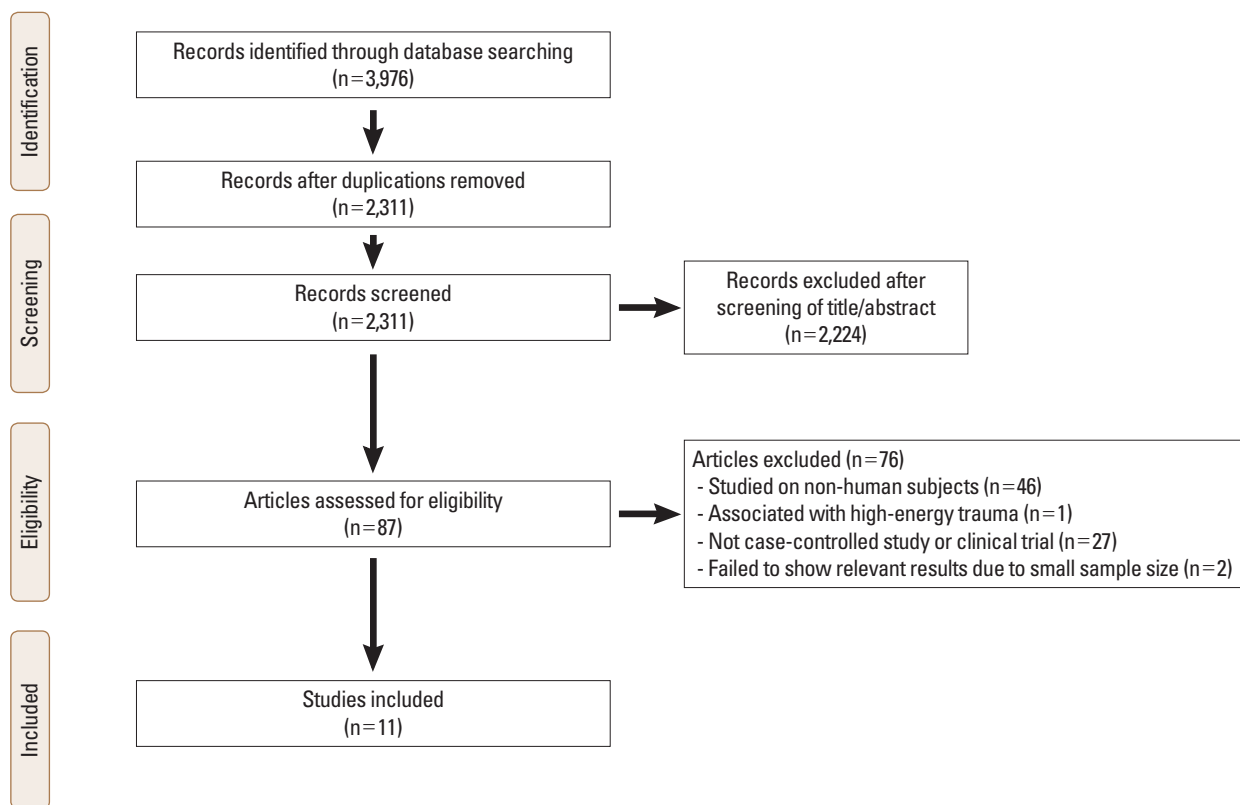 Identification
Records identified through database searching
(n=3,976)
Records after duplications removed
(n=2,311)
Screening
Records screened
(n=2,311)
Records excluded after
screening of title/abstract
(n=2,224)
Eligibility
Articles assessed for eligibility
(n=87)
Articles excluded (n=76)
- Studied on non-human subjects (n=46)
- Associated with high-energy trauma (n=1)
- Not case-controlled study or clinical trial (n=27)
- Failed to show relevant results due to small sample size (n=2)
Included
Studies included
(n=11)